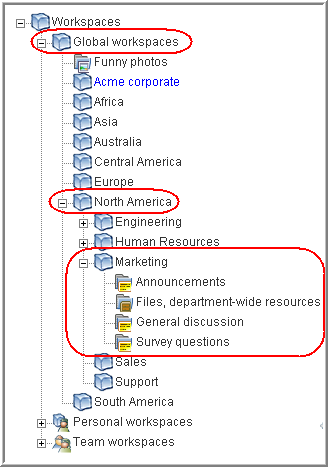 Workspaces
Global workspaces
Funny photos
Acme corporate
Africa
Asia
Australia
Central America
Europe
North America
Engineering
Human Resources
Marketing
Announcements
Files, department-wide resources
General discussion
Survey questions
Sales
Support
South America
Personal workspaces
Team workspaces